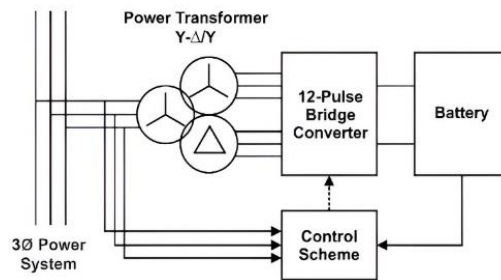 Power Transformer
Y-Δ/Y
12-Pulse
Bridge
Converter
Battery
3Ø Power
System
Control
Scheme